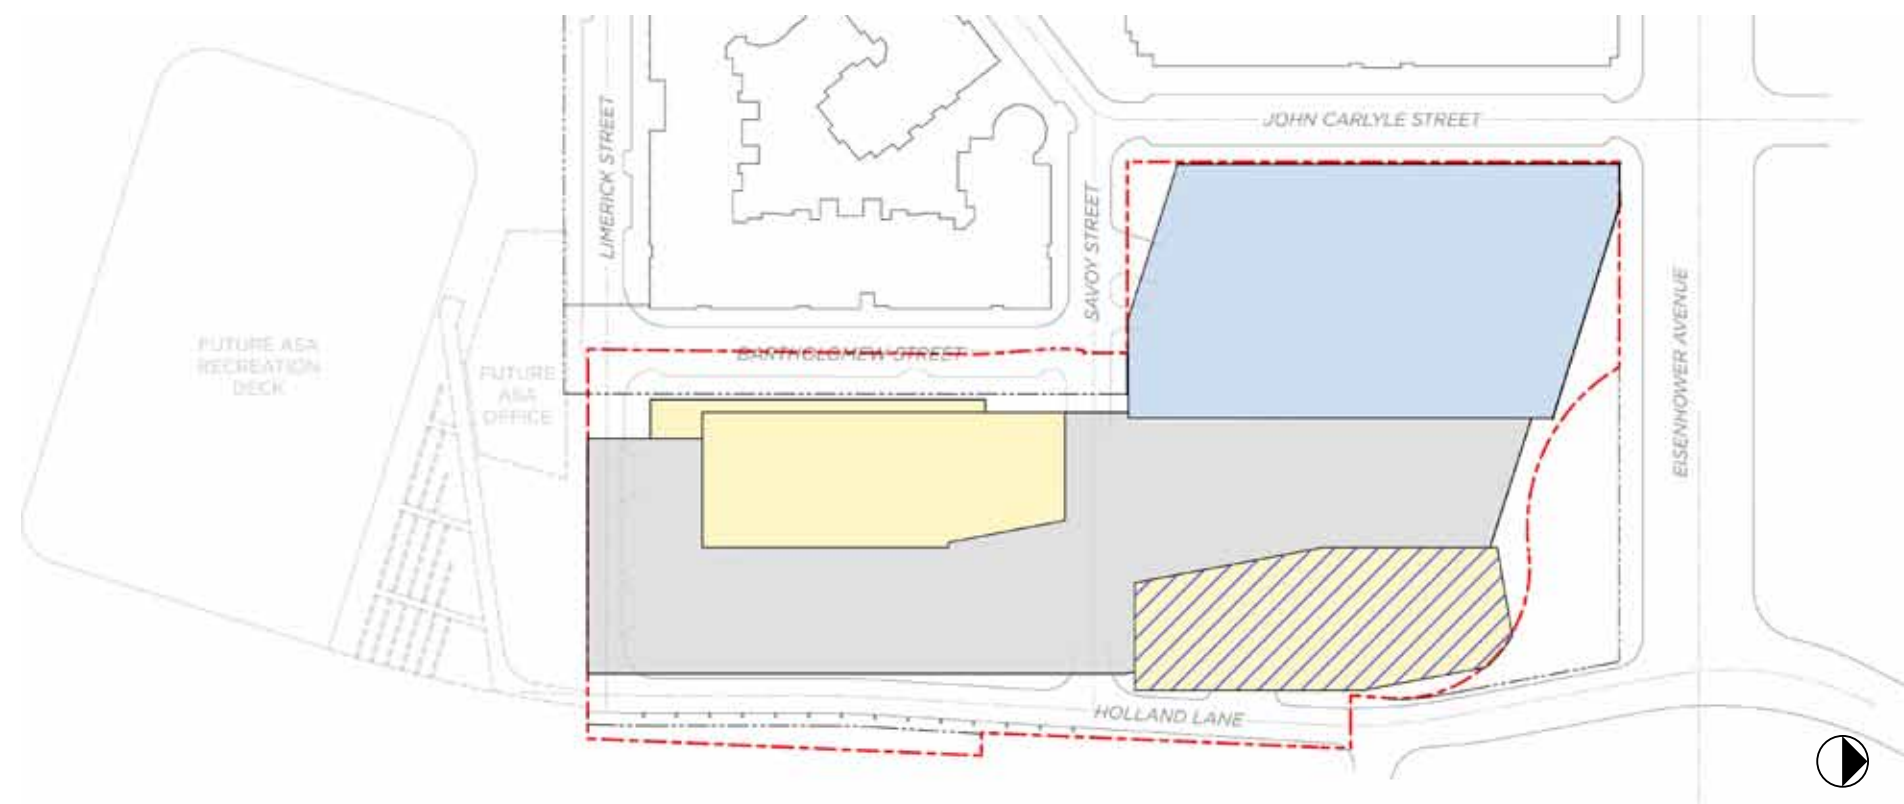 JOHN CARLYLE STREET
LIMERICK STREET
SAVOY STREET
EISENHOWER AVENUE
BARTHOLOMEW STREET
FUTURE ASA
RECREATION
DECK
FUTURE
ASA
OFFICE
HOLLAND LANE